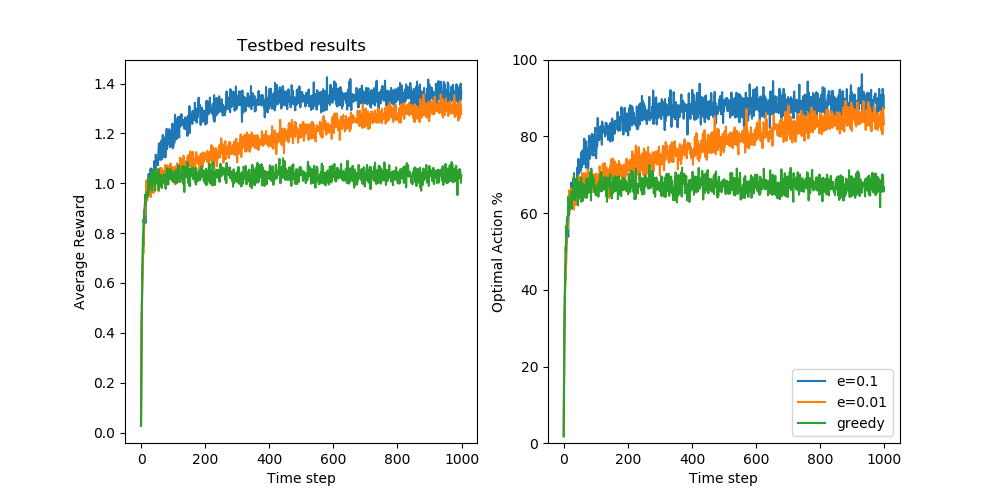 Testbed results
1.4
1.2
1.0
0.8
0.6
0.4
0.2
0.0
Average Reward
0 200 400 600 800 1000
Time step
100
80
60
40
20
0
Optimal Action %
e=0.1
e=0.01
greedy
0 200 400 600 800 1000
Time step